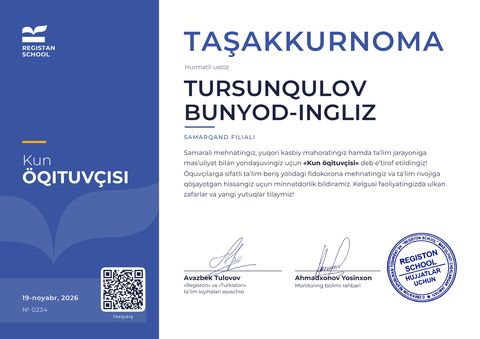 REGISTAN
SCHOOL
Kun
ÖQITUVÇISI
19-noyabr, 2026
№ 0234
TEKŞIRIŞ
TAŞAKKURNOMA
Hurmatli ustoz
TURSUNQULOV
BUNYOD-INGLIZ
SAMARQAND FILIALI
Samarali mehnatingiz, yuqori kasbiy mahoratingiz hamda ta’lim jarayoniga
mas’uliyat bilan yondaşuvingiz uçun «Kun öqituvçisi» deb e’tirof etildingiz!
Öquvçilarga sifatli ta’lim beriş yölidagi fidokorona mehnatingiz va ta’lim rivojiga
qöşayotgan hissangiz uçun minnatdorlik bildiramiz. Kelgusi faoliyatingizda ulkan
zafarlar va yangi yutuqlar tilaymiz!
Avazbek Tulovov
«Registon» va «Turkiston»
ta’lim loyihalari asoschisi
Ahmadxonov Yosinxon
Monitoring bölimi rahbari
REGISTON
SCHOOL
HUJJATLAR
UCHUN